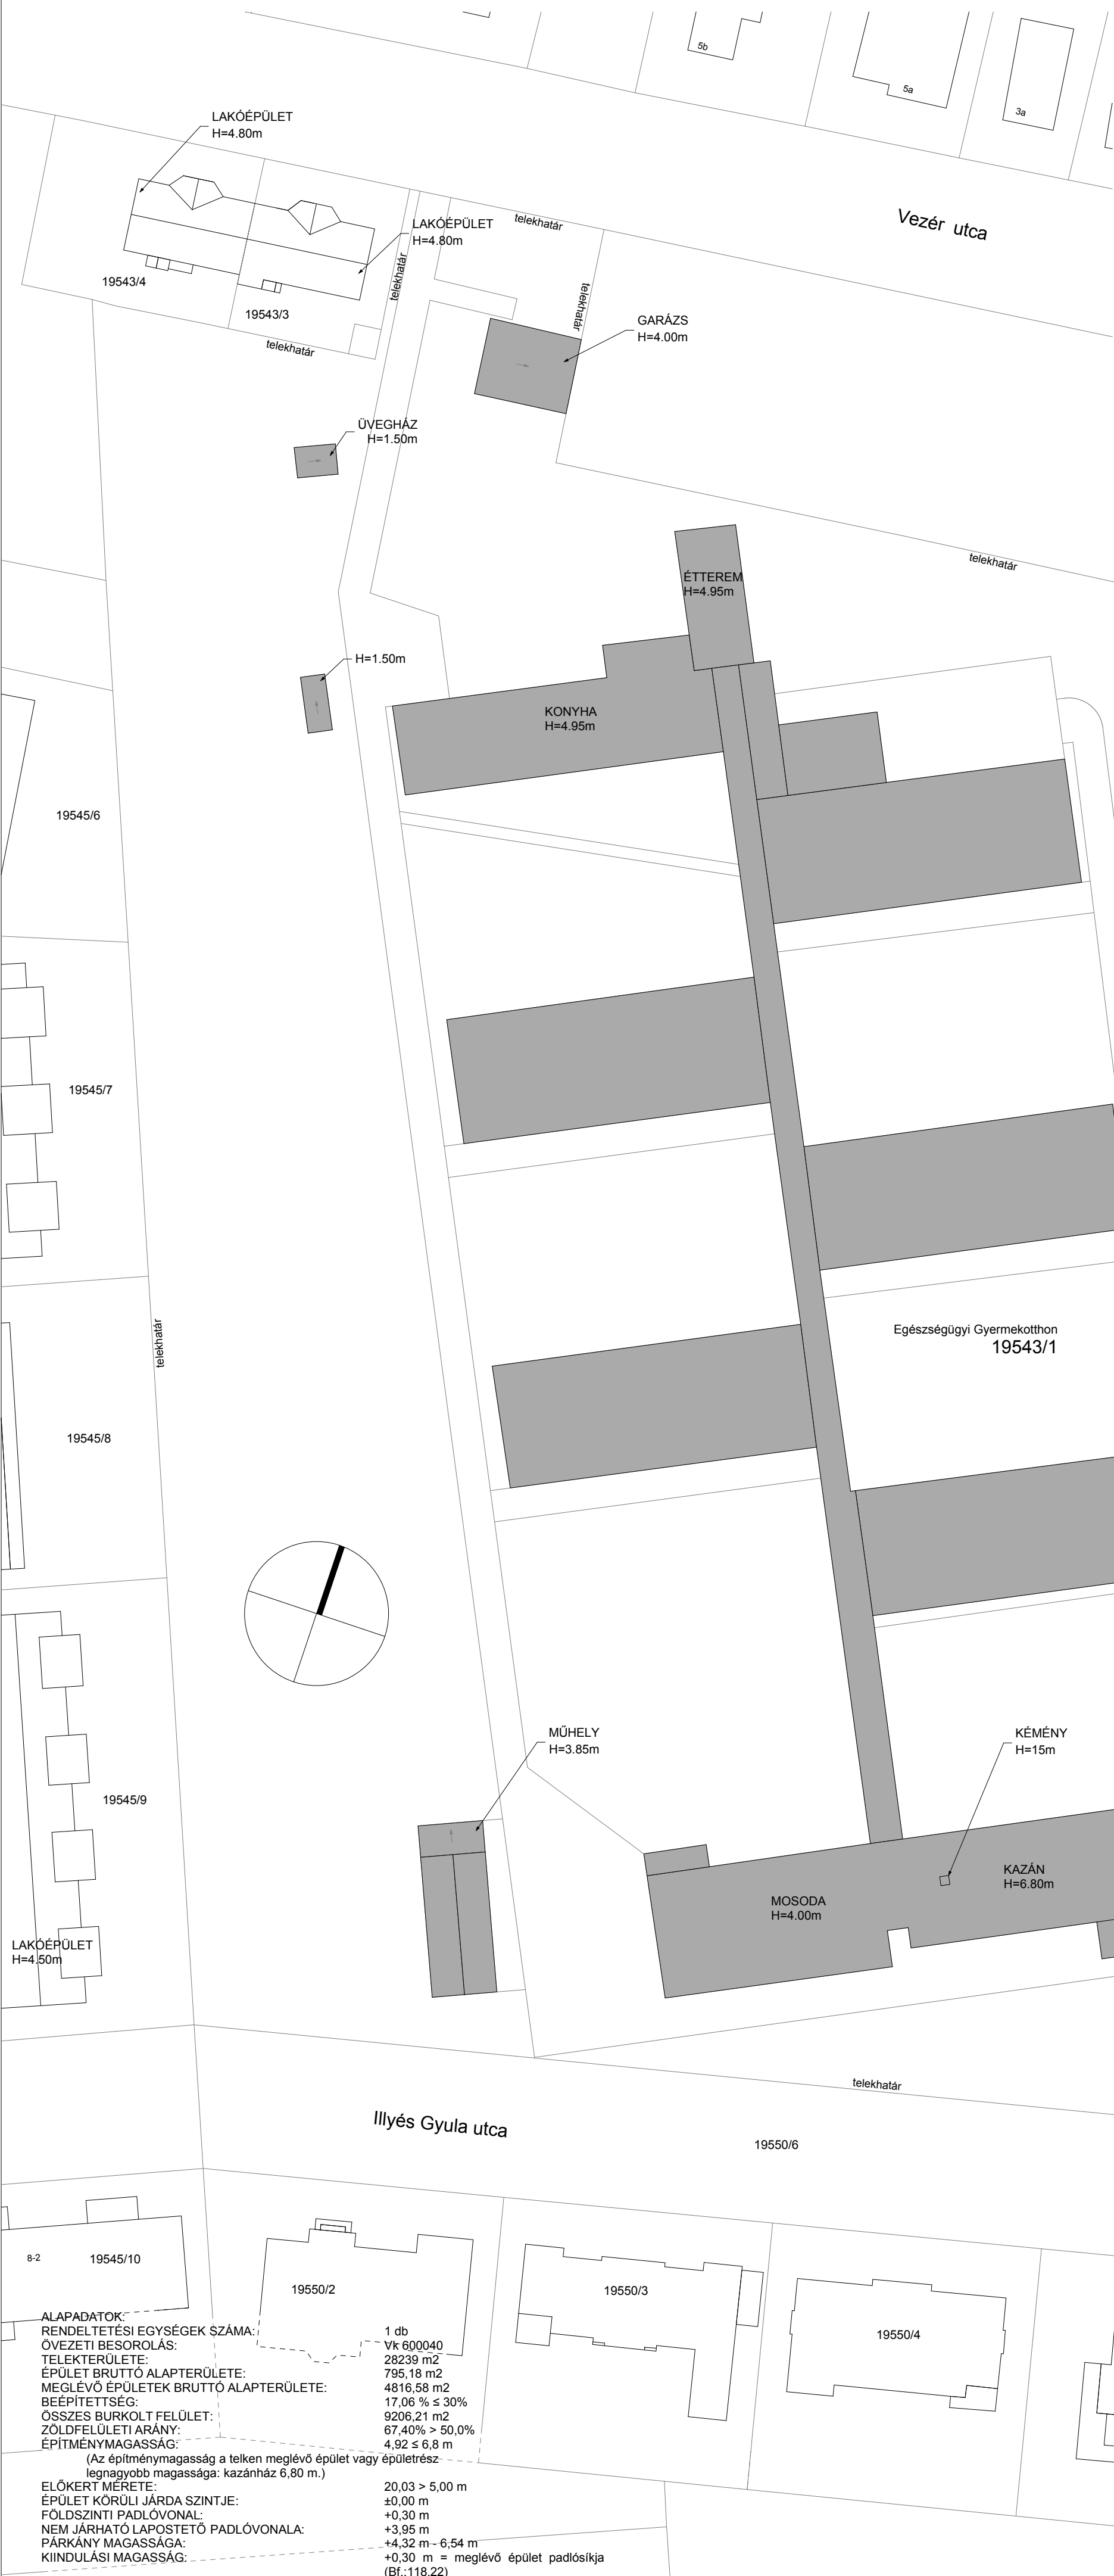 5b
5a
3a
LAKÓÉPÜLET
H=4.80m
Vezér utca
telekhatár
LAKÓÉPÜLET
H=4.80m
telekhatár
19543/4
telekhatár
19543/3
GARÁZS
H=4.00m
telekhatár
ÜVEGHÁZ
H=1.50m
telekhatár
ÉTTEREM
H=4.95m
H=1.50m
KONYHA
H=4.95m
19545/6
19545/7
telekhatár
Egészségügyi Gyermekotthon
19543/1
19545/8
MŰHELY
H=3.85m
KÉMÉNY
H=15m
19545/9
KAZÁN
H=6.80m
MOSODA
H=4.00m
LAKÓÉPÜLET
H=4.50m
telekhatár
Illyés Gyula utca
19550/6
8-2
19545/10
19550/2
19550/3
19550/4
ALAPADATOK:
RENDELTETÉSI EGYSÉGEK SZÁMA: 1 db
ÖVEZETI BESOROLÁS: Vk 600040
TELEKTERÜLETE: 28239 m2
ÉPÜLET BRUTTÓ ALAPTERÜLETE: 795,18 m2
MEGLÉVŐ ÉPÜLETEK BRUTTÓ ALAPTERÜLETE: 4816,58 m2
BEÉPÍTETTSÉG: 17,06 % ≤ 30%
ÖSSZES BURKOLT FELÜLET: 9206,21 m2
ZÖLDFELÜLETI ARÁNY: 67,40% > 50,0%
ÉPÍTMÉNYMAGASSÁG: 4,92 ≤ 6,8 m
(Az építménymagasság a telken meglévő épület vagy épületrész
legnagyobb magassága: kazánház 6,80 m.)
ELŐKERT MÉRETE: 20,03 > 5,00 m
ÉPÜLET KÖRÜLI JÁRDA SZINTJE: ±0,00 m
FÖLDSZINTI PADLÓVONAL: +0,30 m
NEM JÁRHATÓ LAPOSTETŐ PADLÓVONALA: +3,95 m
PÁRKÁNY MAGASSÁGA: +4,32 m - 6,54 m
KIINDULÁSI MAGASSÁG: +0,30 m = meglévő épület padlósíkja
(Bf.:118,22)